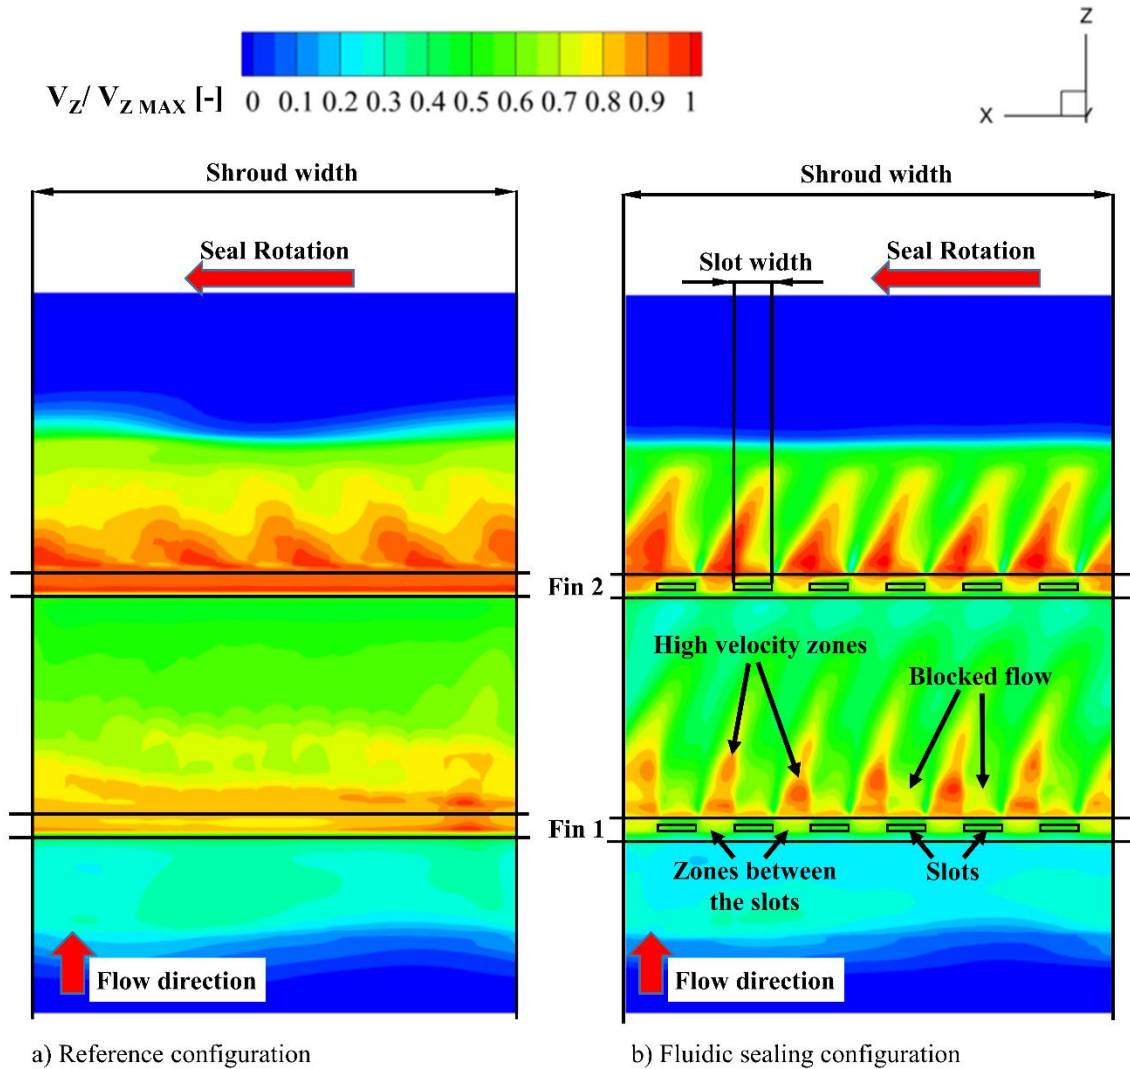 Z
V_Z/ V_Z MAX [-]
0 0.1 0.2 0.3 0.4 0.5 0.6 0.7 0.8 0.9 1
X Y
Shroud width
Shroud width
Seal Rotation
Slot width
Seal Rotation
Fin 2
High velocity zones
Blocked flow
Fin 1
Zones between
the slots
Slots
Flow direction
Flow direction
a) Reference configuration
b) Fluidic sealing configuration